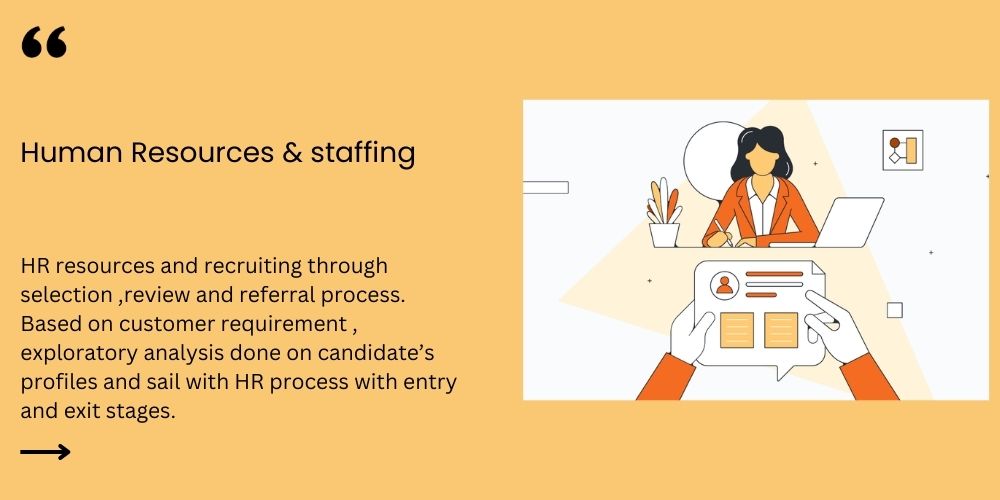 “
Human Resources & staffing
HR resources and recruiting through
selection ,review and referral process.
Based on customer requirement ,
exploratory analysis done on candidate’s
profiles and sail with HR process with entry
and exit stages.